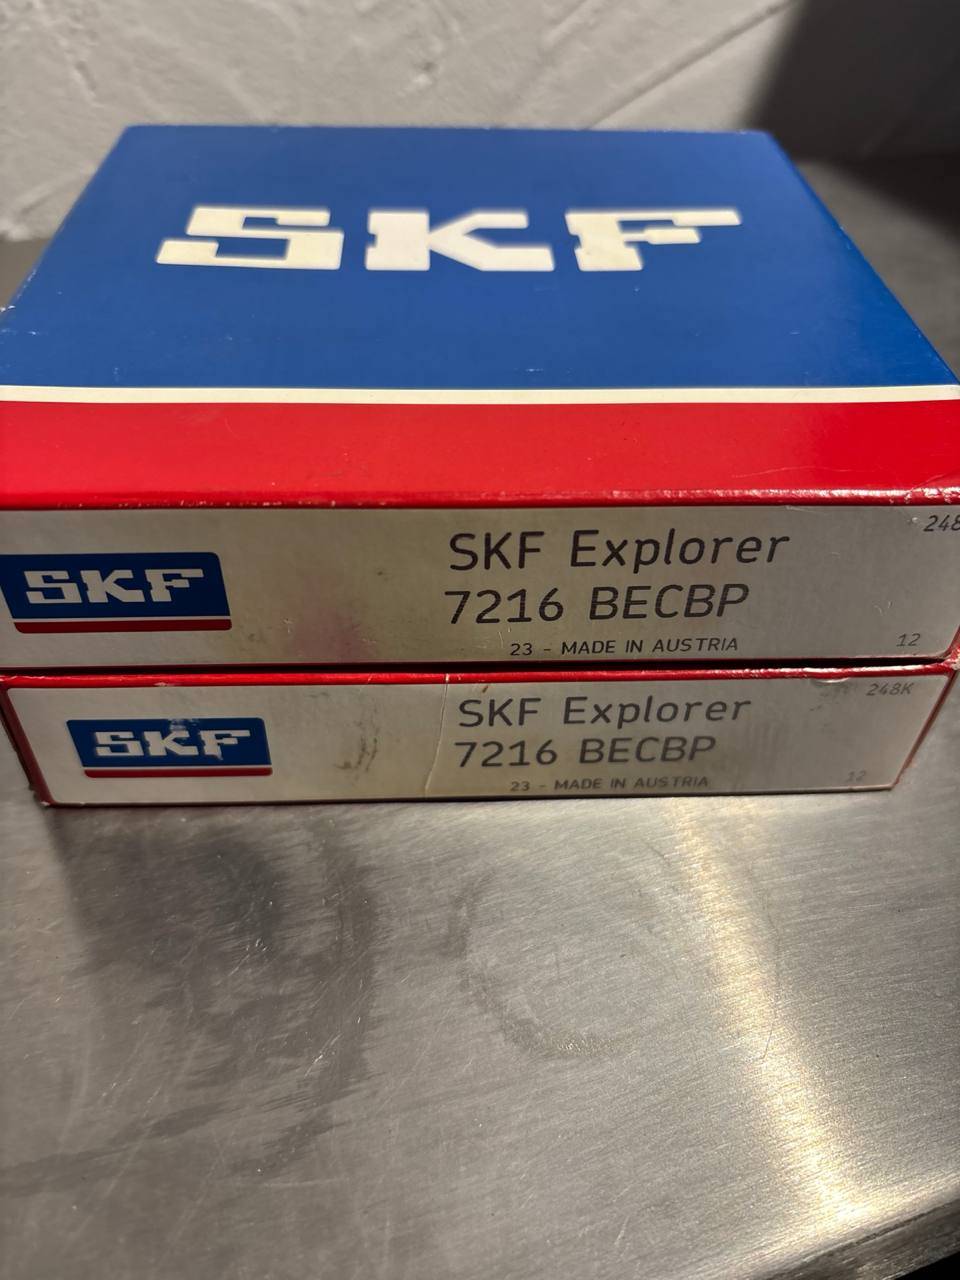 SKF
SKF
SKF Explorer
7216 BECBP
23 - MADE IN AUSTRIA
248
12
SKF
SKF Explorer
7216 BECBP
23 - MADE IN AUSTRIA
248K
12